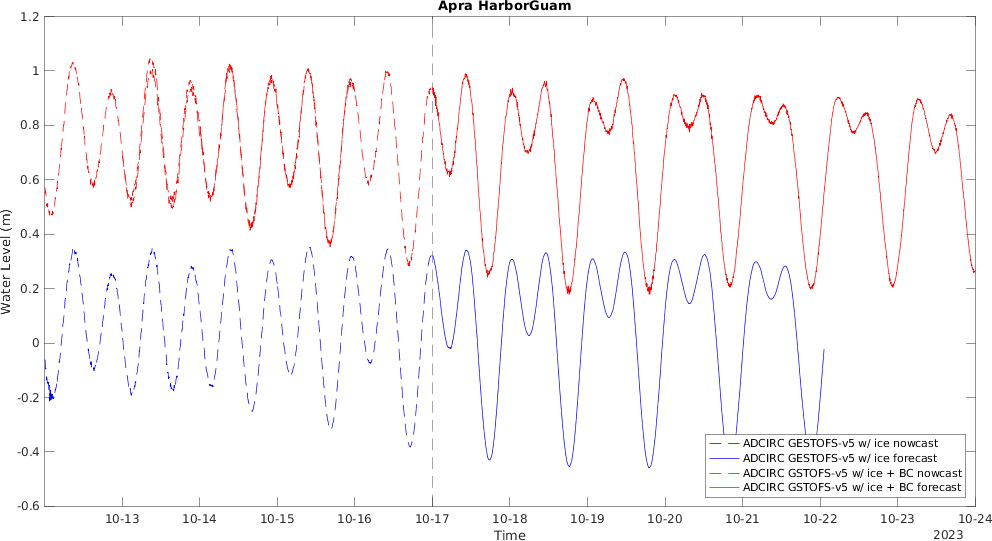 Apra HarborGuam
Water Level (m)
1.2
1
0.8
0.6
0.4
0.2
0
-0.2
-0.4
-0.6
ADCIRC GESTOFS-v5 w/ ice nowcast
ADCIRC GESTOFS-v5 w/ ice forecast
ADCIRC GSTOFS-v5 w/ ice + BC nowcast
ADCIRC GSTOFS-v5 w/ ice + BC forecast
10-13 10-14 10-15 10-16 10-17 10-18 10-19 10-20 10-21 10-22 10-23 10-24
Time
2023